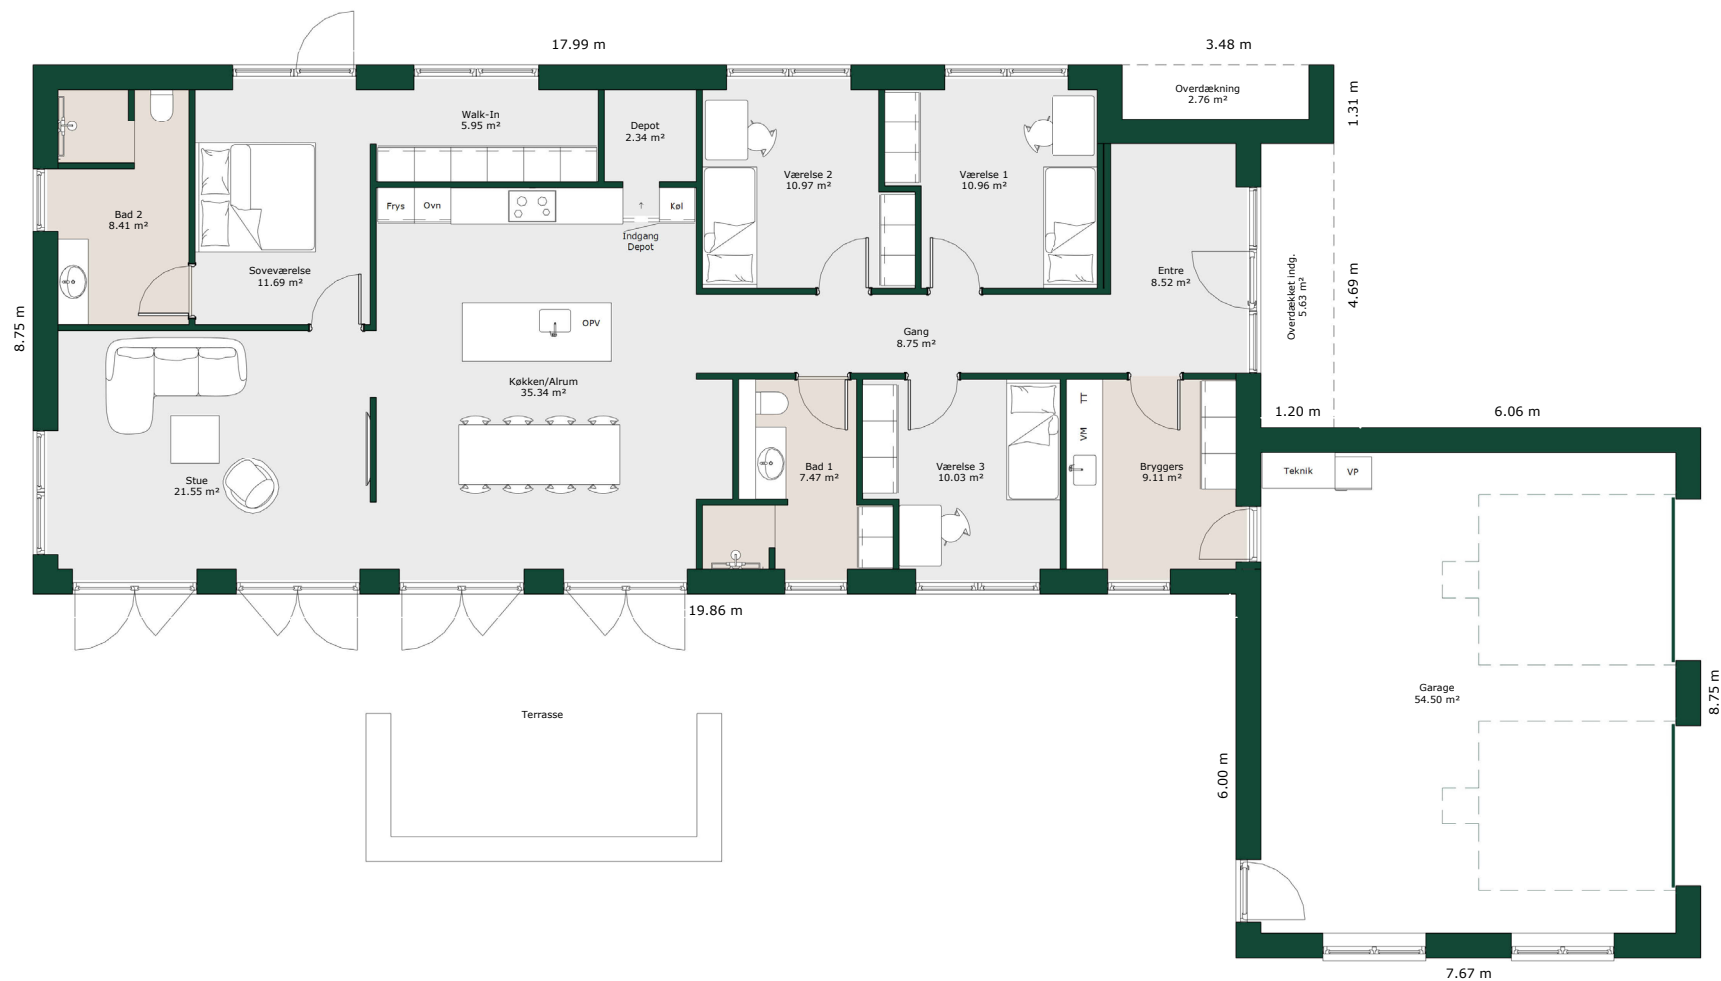 17.99 m
3.48 m
Overdækning
2.76 m²
1.31 m
Walk-In
5.95 m²
Depot
2.34 m²
Værelse 2
10.97 m²
Værelse 1
10.96 m²
Bad 2
8.41 m²
Frys
Ovn
Køl
Indgang
Depot
Soveværelse
11.69 m²
Entre
8.52 m²
Overdækket indg.
5.63 m²
4.69 m
8.75 m
OPV
Gang
8.75 m²
Køkken/Alrum
35.34 m²
TT
VM
1.20 m
6.06 m
Stue
21.55 m²
Bad 1
7.47 m²
Værelse 3
10.03 m²
Bryggers
9.11 m²
Teknik
VP
19.86 m
Terrasse
Garage
54.50 m²
8.75 m
6.00 m
7.67 m